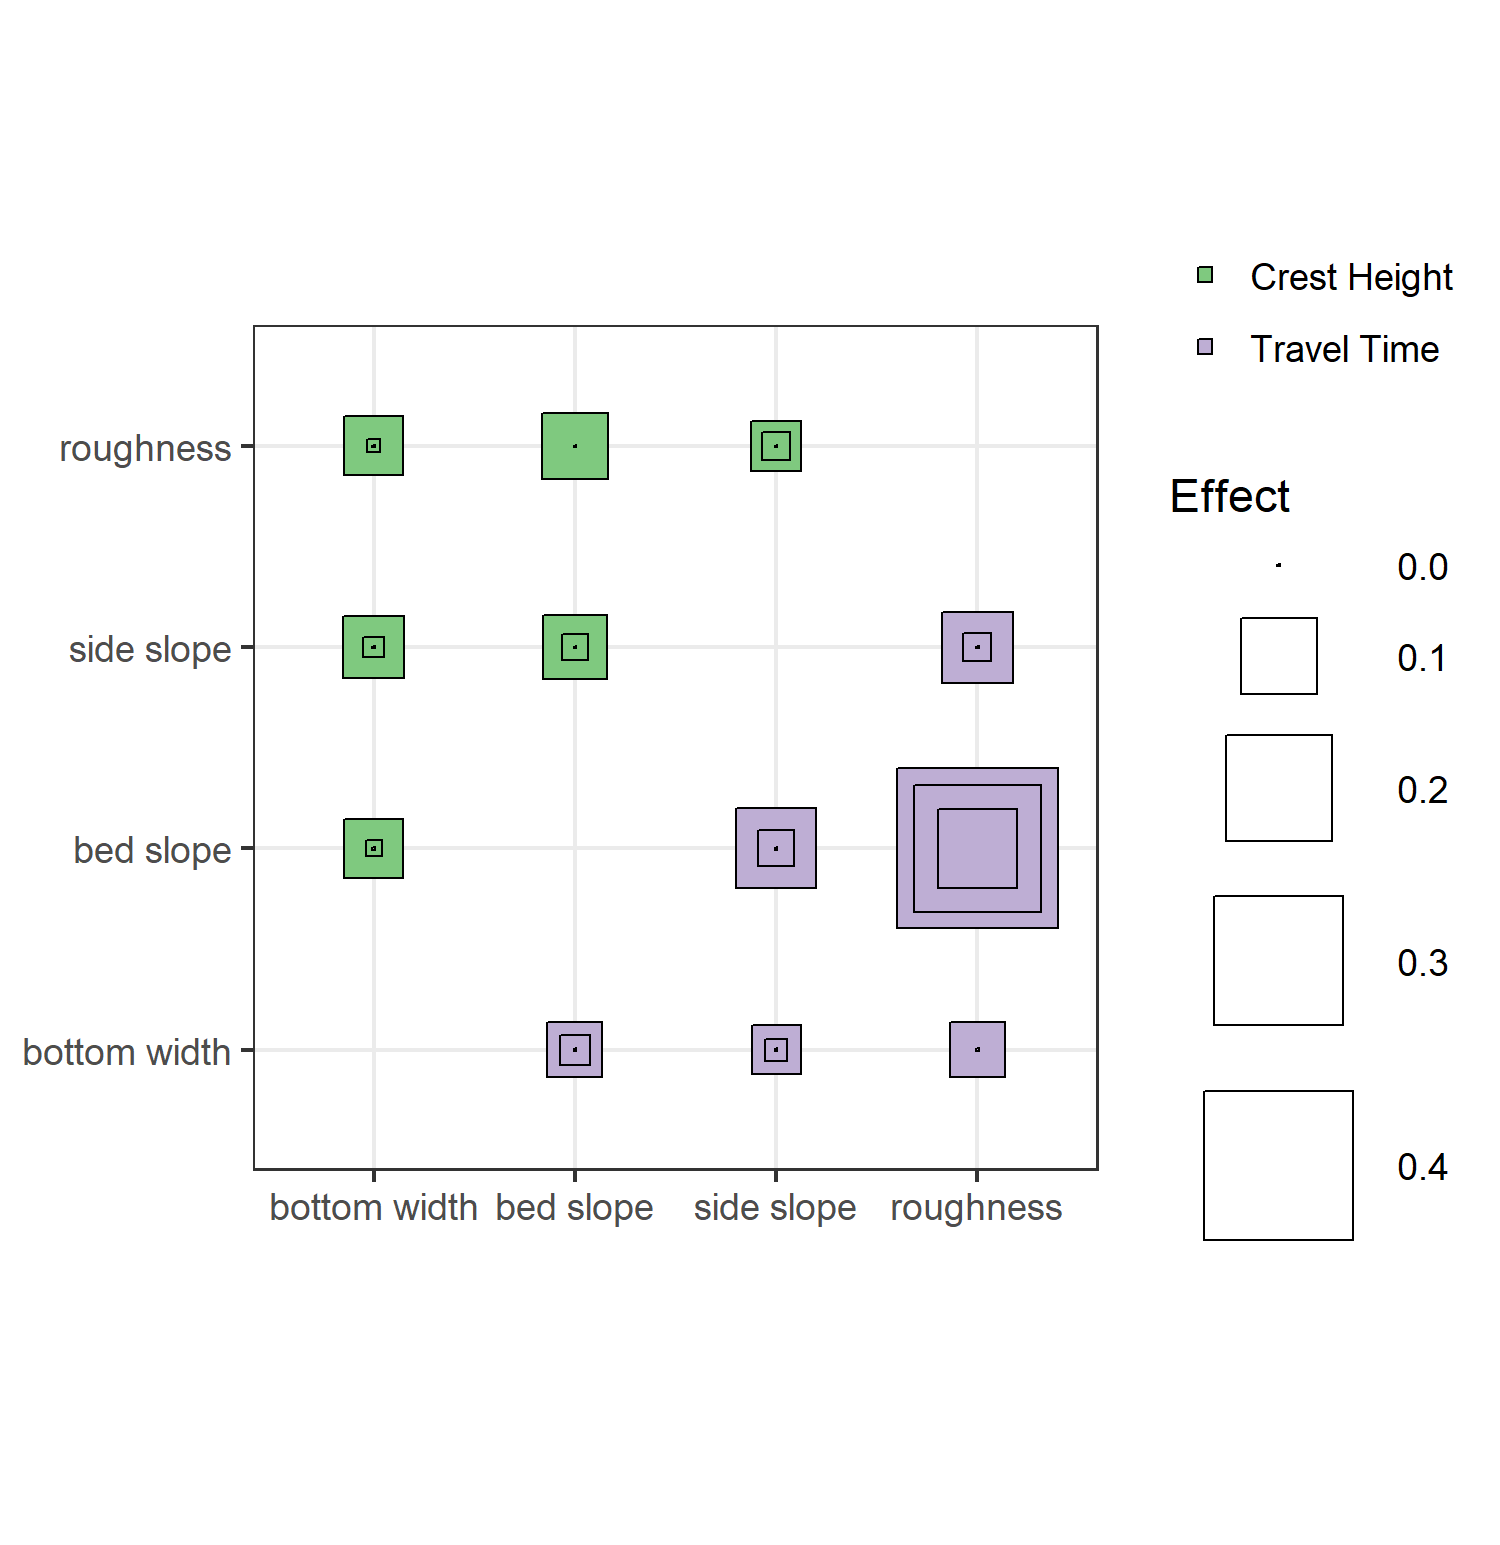 Crest Height
Travel Time
Effect
0.0
0.1
0.2
0.3
0.4
roughness
side slope
bed slope
bottom width
bottom width bed slope side slope roughness